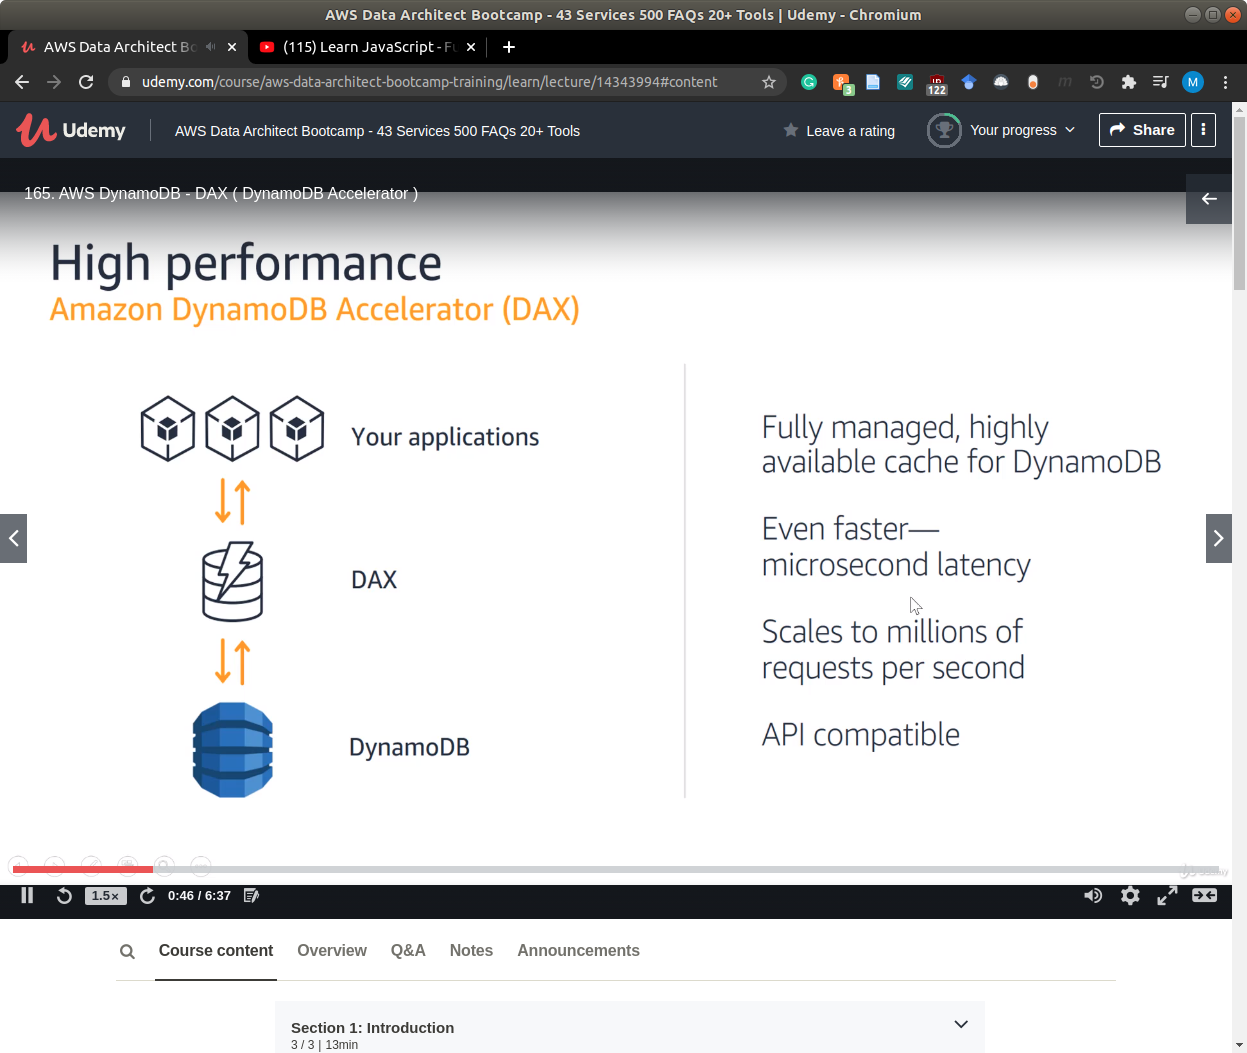 AWS Data Architect Bootcamp - 43 Services 500 FAQs 20+ Tools | Udemy - Chromium
AWS Data Architect Bo
(115) Learn JavaScript - Fu
udemy.com/course/aws-data-architect-bootcamp-training/learn/lecture/14343994#content
3
122
M
Udemy
AWS Data Architect Bootcamp - 43 Services 500 FAQs 20+ Tools
Leave a rating
Your progress
Share
165. AWS DynamoDB - DAX ( DynamoDB Accelerator )
High performance
Amazon DynamoDB Accelerator (DAX)
Your applications
DAX
DynamoDB
Fully managed, highly
available cache for DynamoDB
Even faster—
microsecond latency
Scales to millions of
requests per second
API compatible
1.5×
0:46 / 6:37
Course content
Overview
Q&A
Notes
Announcements
Section 1: Introduction
3 / 3 | 13min